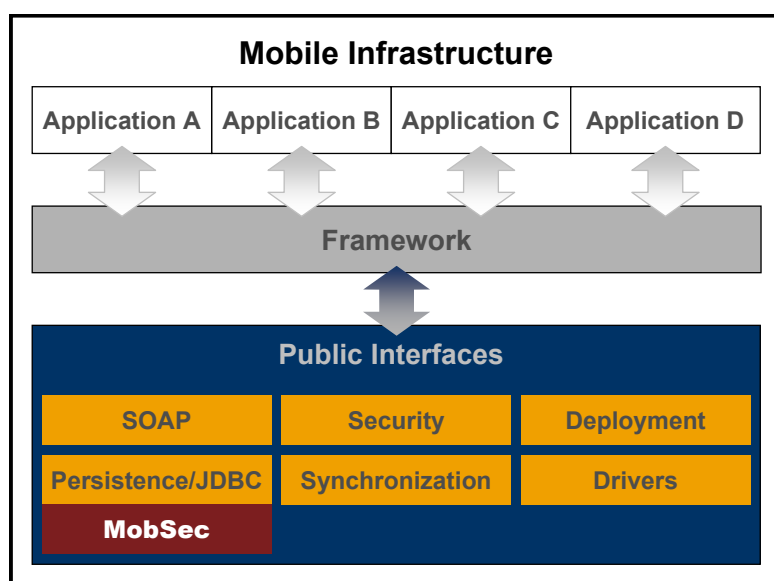 Mobile Infrastructure
Application A Application B Application C Application D
Framework
Public Interfaces
SOAP Security Deployment
Persistence/JDBC Synchronization Drivers
MobSec